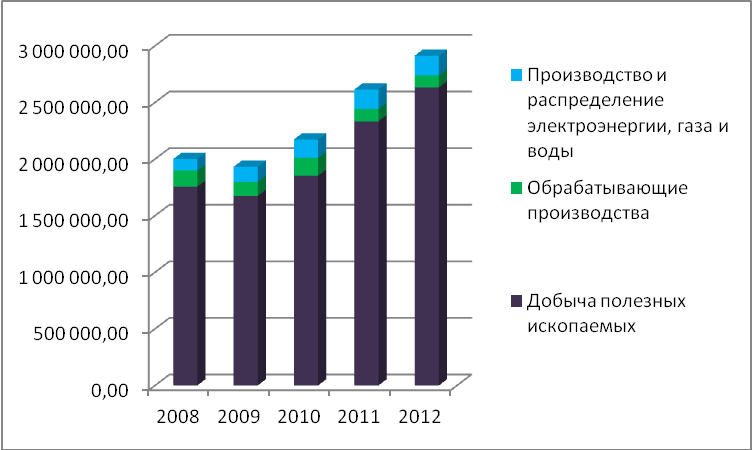 3 000 000,00
2 500 000,00
2 000 000,00
1 500 000,00
1 000 000,00
500 000,00
0,00
2008 2009 2010 2011 2012
Производство и
распределение
электроэнергии, газа и
воды
Обрабатывающие
производства
Добыча полезных
ископаемых